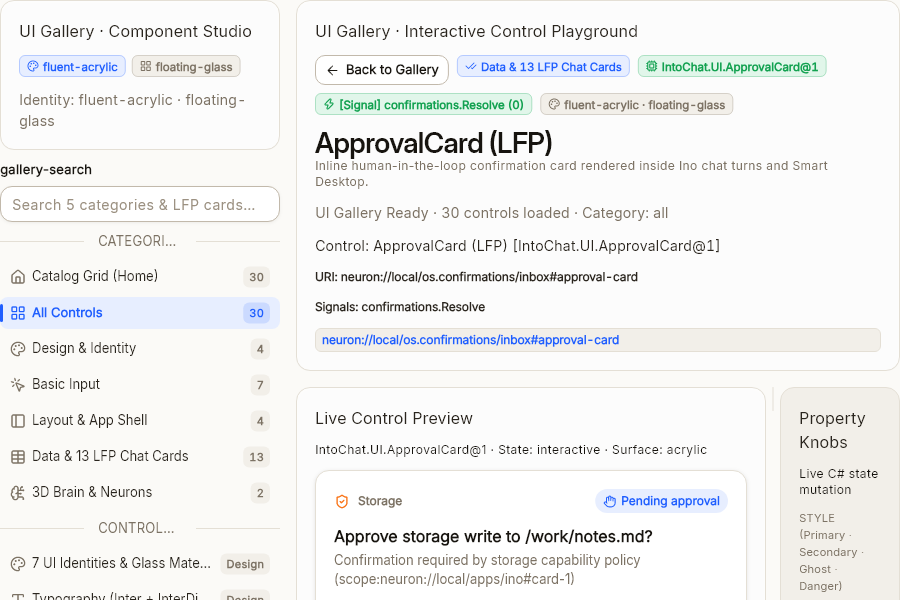 UI Gallery · Component Studio
fluent-acrylic
floating-glass
Identity: fluent-acrylic · floating-
glass
gallery-search
Search 5 categories & LFP cards...
CATEGORI...
Catalog Grid (Home) 30
All Controls 30
Design & Identity 4
Basic Input 7
Layout & App Shell 4
Data & 13 LFP Chat Cards 13
3D Brain & Neurons 2
CONTROL...
7 UI Identities & Glass Mate... Design
UI Gallery · Interactive Control Playground
← Back to Gallery
Data & 13 LFP Chat Cards
IntoChat.UI.ApprovalCard@1
[Signal] confirmations.Resolve (0)
fluent-acrylic · floating-glass
ApprovalCard (LFP)
Inline human-in-the-loop confirmation card rendered inside Ino chat turns and Smart
Desktop.
UI Gallery Ready · 30 controls loaded · Category: all
Control: ApprovalCard (LFP) [IntoChat.UI.ApprovalCard@1]
URI: neuron://local/os.confirmations/inbox#approval-card
Signals: confirmations.Resolve
neuron://local/os.confirmations/inbox#approval-card
Live Control Preview
IntoChat.UI.ApprovalCard@1 · State: interactive · Surface: acrylic
Storage
Pending approval
Approve storage write to /work/notes.md?
Confirmation required by storage capability policy
(scope:neuron://local/apps/ino#card-1)
Property
Knobs
Live C# state
mutation
STYLE
(Primary ·
Secondary ·
Ghost ·
Danger)